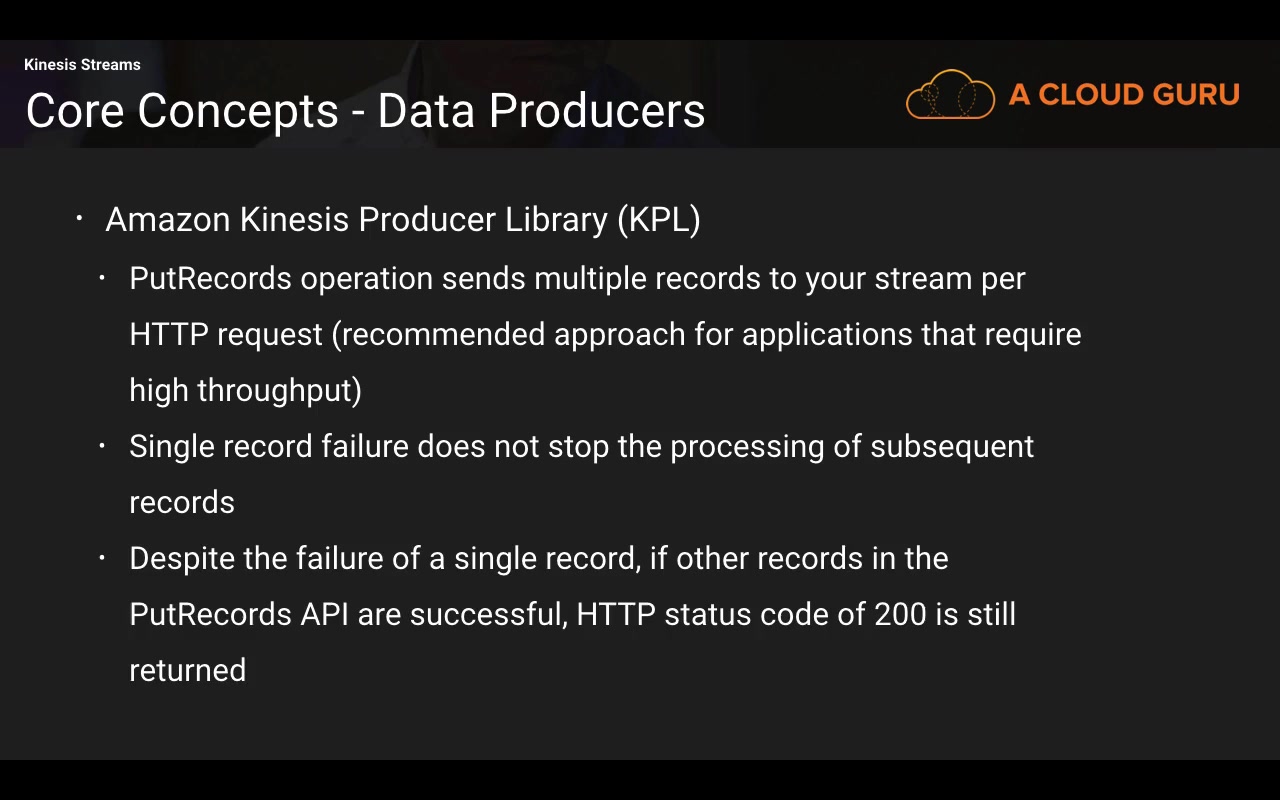 Kinesis Streams
Core Concepts - Data Producers
A CLOUD GURU
• Amazon Kinesis Producer Library (KPL)
• PutRecords operation sends multiple records to your stream per
HTTP request (recommended approach for applications that require
high throughput)
• Single record failure does not stop the processing of subsequent
records
• Despite the failure of a single record, if other records in the
PutRecords API are successful, HTTP status code of 200 is still
returned